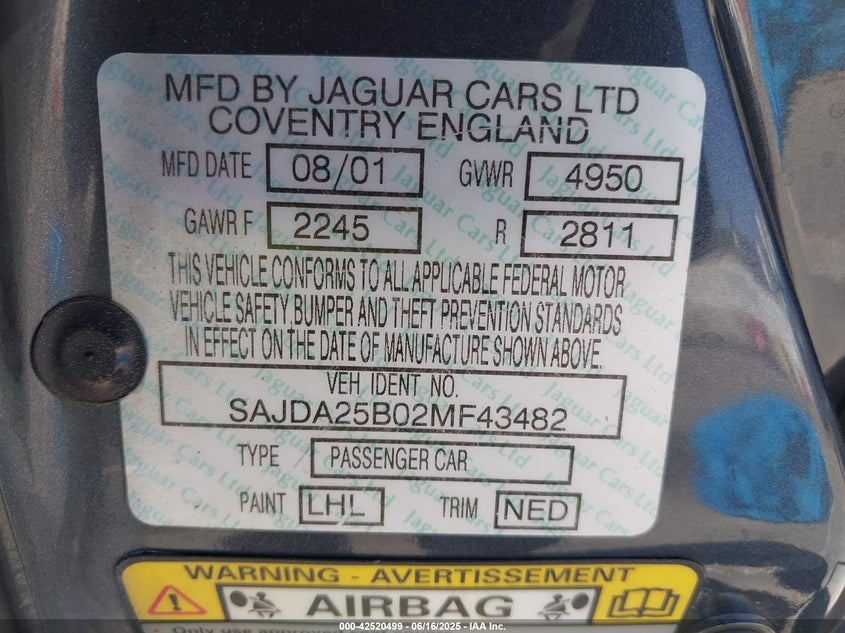 MFD BY JAGUAR CARS LTD
COVENTRY ENGLAND
MFD DATE 08/01 GVWR 4950
GAWR F 2245 R 2811
THIS VEHICLE CONFORMS TO ALL APPLICABLE FEDERAL MOTOR
VEHICLE SAFETY BUMPER AND THEFT PREVENTION STANDARDS
IN EFFECT ON THE DATE OF MANUFACTURE SHOWN ABOVE.
VEH. IDENT. NO.
SAJDA25B02MF43482
TYPE PASSENGER CAR
PAINT LHL TRIM NED
WARNING - AVERTISSEMENT
AIRBAG
Only use approved
000-42520499 - 06/16/2025 - IAA Inc.